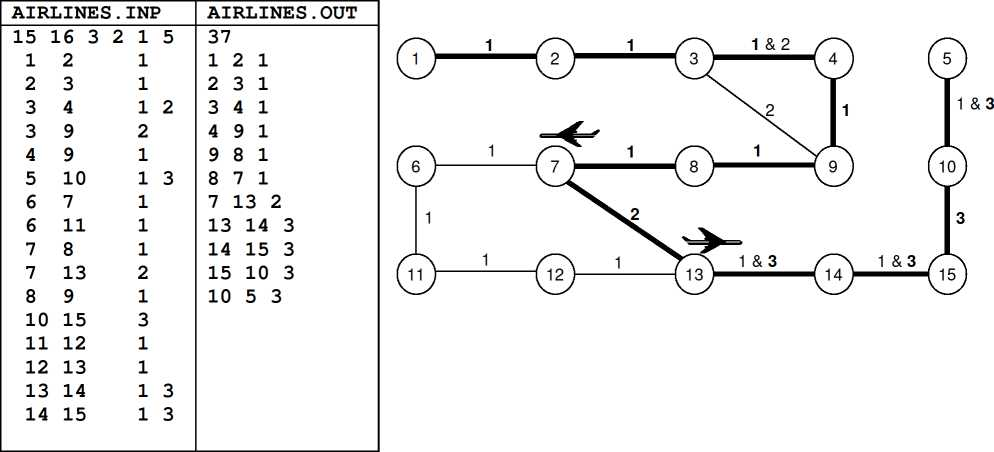 AIRLINES.INP AIRLINES.OUT
15 16 3 2 1 5 37
1 2 1 1 2 1
2 3 1 2 3 1
3 4 1 2 3 4 1
3 9 2 4 9 1
4 9 1 9 8 1
5 10 1 3 8 7 1
6 7 1 7 13 2
6 11 1 13 14 3
7 8 1 14 15 3
7 13 2 15 10 3
8 9 1 10 5 3
10 15 3
11 12 1
12 13 1
13 14 1 3
14 15 1 3
1 1 1 & 2
1 2 3 4 5
2 1 1 & 3
1 1 1
6 7 8 9 10
1 2 3
1 1 1 & 3 1 & 3
11 12 13 14 15